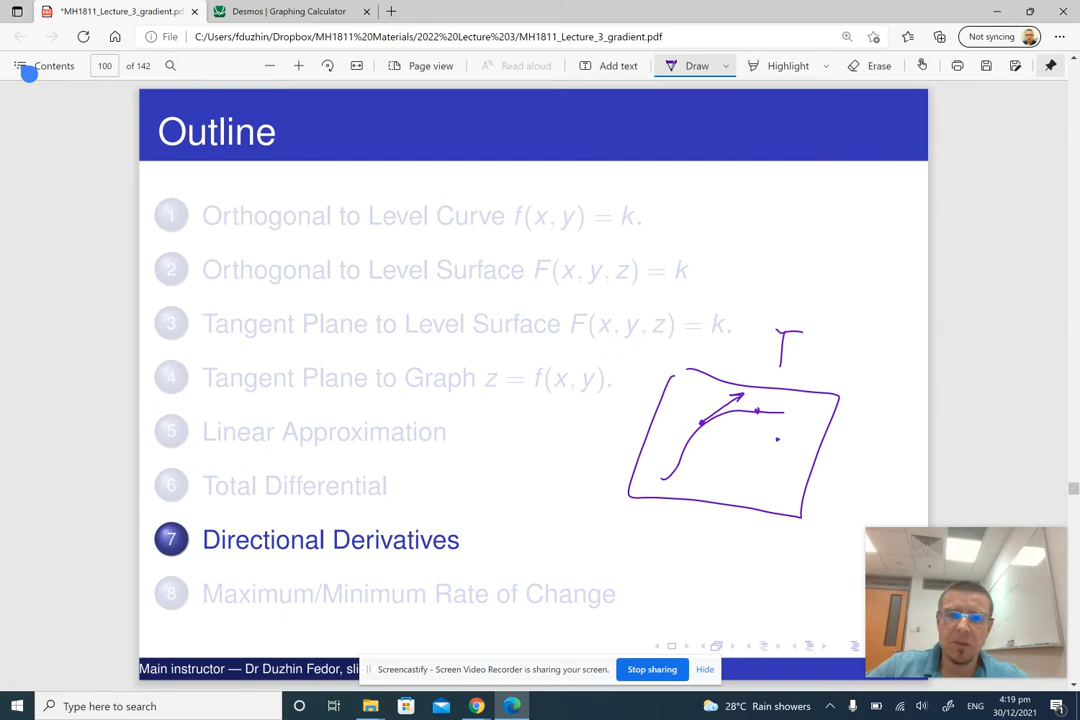 *MH1811_Lecture_3_gradient.pdf
Desmos | Graphing Calculator
File
C:/Users/fduzhin/Dropbox/MH1811%20Materials/2022%20Lecture%203/MH1811_Lecture_3_gradient.pdf
Not syncing
Contents
100 of 142
Page view
Read aloud
Add text
Draw
Highlight
Erase
Outline
1 Orthogonal to Level Curve f(x, y) = k.
2 Orthogonal to Level Surface F(x, y, z) = k
3 Tangent Plane to Level Surface F(x, y, z) = k.
4 Tangent Plane to Graph z = f(x, y).
T
5 Linear Approximation
6 Total Differential
7 Directional Derivatives
8 Maximum/Minimum Rate of Change
Main instructor — Dr Duzhin Fedor, sli
Screencastify - Screen Video Recorder is sharing your screen.
Stop sharing
Hide
Type here to search
28°C Rain showers
ENG
4:19 pm
30/12/2021
1